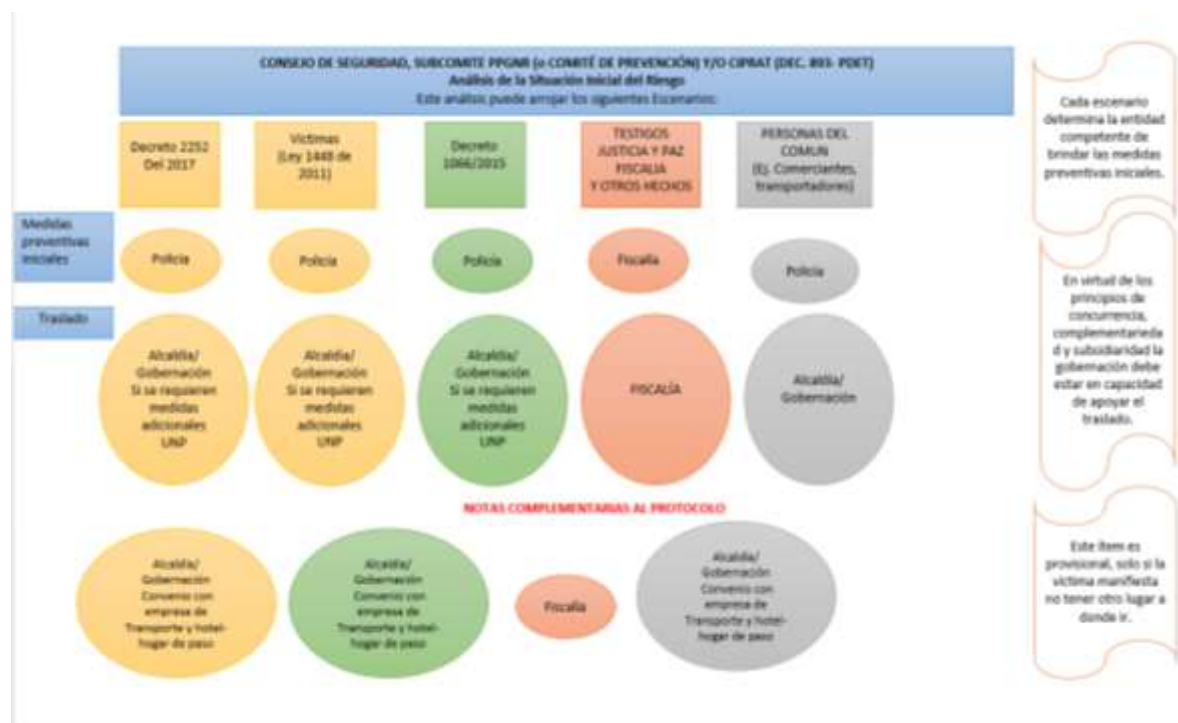 CONSEJO DE SEGURIDAD, SUBCOMITE PPGNR (o COMITÉ DE PREVENCIÓN) Y/O CIPRAT (DEC. 893- PDET)
Análisis de la Situación Inicial del Riesgo
Este análisis puede arrojar los siguientes Escenarios:
Decreto 2252
Del 2017
Victimas
(Ley 1448 de
2011)
Decreto
1066/2015
TESTIGOS
JUSTICIA Y PAZ
FISCALIA
Y OTROS HECHOS
PERSONAS DEL
COMUN
(Ej. Comerciantes,
transportadores)
Cada escenario
determina la entidad
competente de
brindar las medidas
preventivas iniciales.
Medidas
preventivas
iniciales
Policía
Policía
Policía
Fiscalía
Policía
En virtud de los
principios de
concurrencia,
complementarieda
d y subsidiaridad la
gobernación debe
estar en capacidad
de apoyar el
traslado.
Traslado
Alcaldía/
Gobernación
Si se requieren
medidas
adicionales
UNP
Alcaldía/
Gobernación
Si se requieren
medidas
adicionales
UNP
Alcaldía/
Gobernación
Si se requieren
medidas
adicionales
UNP
FISCALÍA
Alcaldía/
Gobernación
NOTAS COMPLEMENTARIAS AL PROTOCOLO
Alcaldía/
Gobernación
Convenio con
empresa de
Transporte y hotel-
hogar de paso
Alcaldía/
Gobernación
Convenio con
empresa de
Transporte y hotel-
hogar de paso
Fiscalía
Alcaldía/
Gobernación
Convenio con
empresa de
Transporte y hotel-
hogar de paso
Este ítem es
provisional, solo si la
víctima manifiesta
no tener otro lugar a
donde ir.